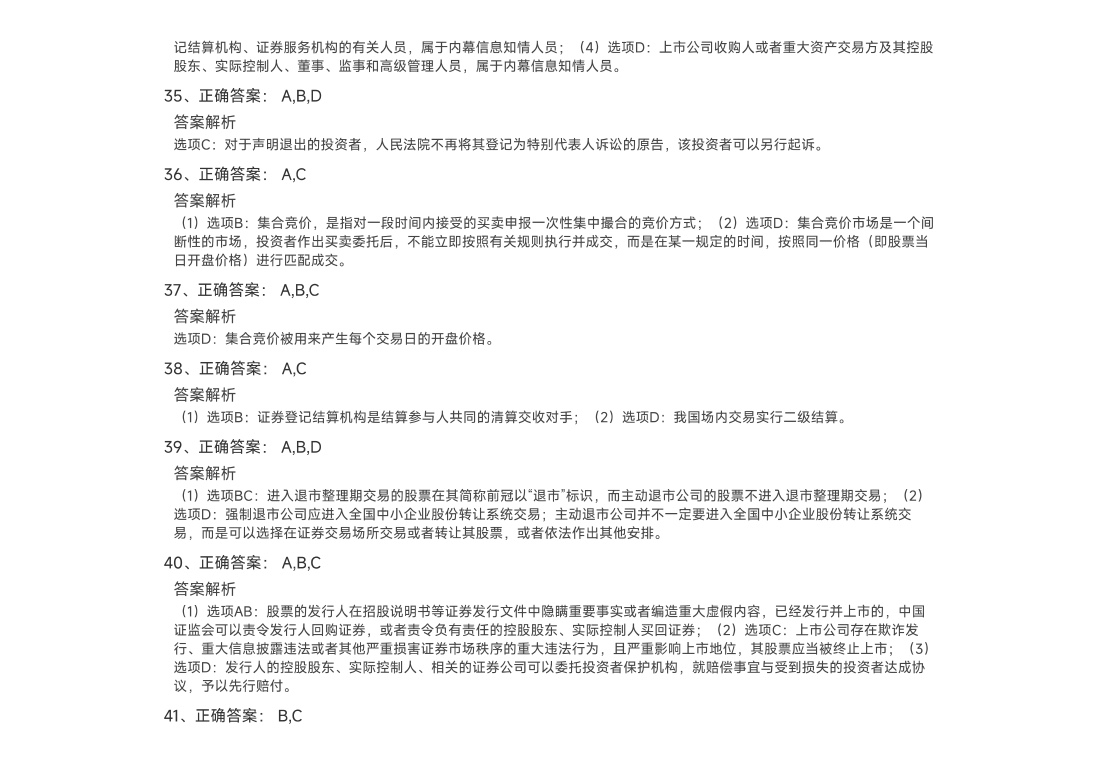 记结算机构、证券服务机构的有关人员，属于内幕信息知情人员；（4）选项D：上市公司收购人或者重大资产交易方及其控股
股东、实际控制人、董事、监事和高级管理人员，属于内幕信息知情人员。
35、正确答案： A,B,D
答案解析
选项C：对于声明退出的投资者，人民法院不再将其登记为特别代表人诉讼的原告，该投资者可以另行起诉。
36、正确答案： A,C
答案解析
（1）选项B：集合竞价，是指对一段时间内接受的买卖申报一次性集中撮合的竞价方式；（2）选项D：集合竞价市场是一个间
断性的市场，投资者作出买卖委托后，不能立即按照有关规则执行并成交，而是在某一规定的时间，按照同一价格（即股票当
日开盘价格）进行匹配成交。
37、正确答案： A,B,C
答案解析
选项D：集合竞价被用来产生每个交易日的开盘价格。
38、正确答案： A,C
答案解析
（1）选项B：证券登记结算机构是结算参与人共同的清算交收对手；（2）选项D：我国场内交易实行二级结算。
39、正确答案： A,B,D
答案解析
（1）选项BC：进入退市整理期交易的股票在其简称前冠以“退市”标识，而主动退市公司的股票不进入退市整理期交易；（2）
选项D：强制退市公司应进入全国中小企业股份转让系统交易；主动退市公司并不一定要进入全国中小企业股份转让系统交
易，而是可以选择在证券交易场所交易或者转让其股票，或者依法作出其他安排。
40、正确答案： A,B,C
答案解析
（1）选项AB：股票的发行人在招股说明书等证券发行文件中隐瞒重要事实或者编造重大虚假内容，已经发行并上市的，中国
证监会可以责令发行人回购证券，或者责令负有责任的控股股东、实际控制人买回证券；（2）选项C：上市公司存在欺诈发
行、重大信息披露违法或者其他严重损害证券市场秩序的重大违法行为，且严重影响上市地位，其股票应当被终止上市；（3）
选项D：发行人的控股股东、实际控制人、相关的证券公司可以委托投资者保护机构，就赔偿事宜与受到损失的投资者达成协
议，予以先行赔付。
41、正确答案： B,C